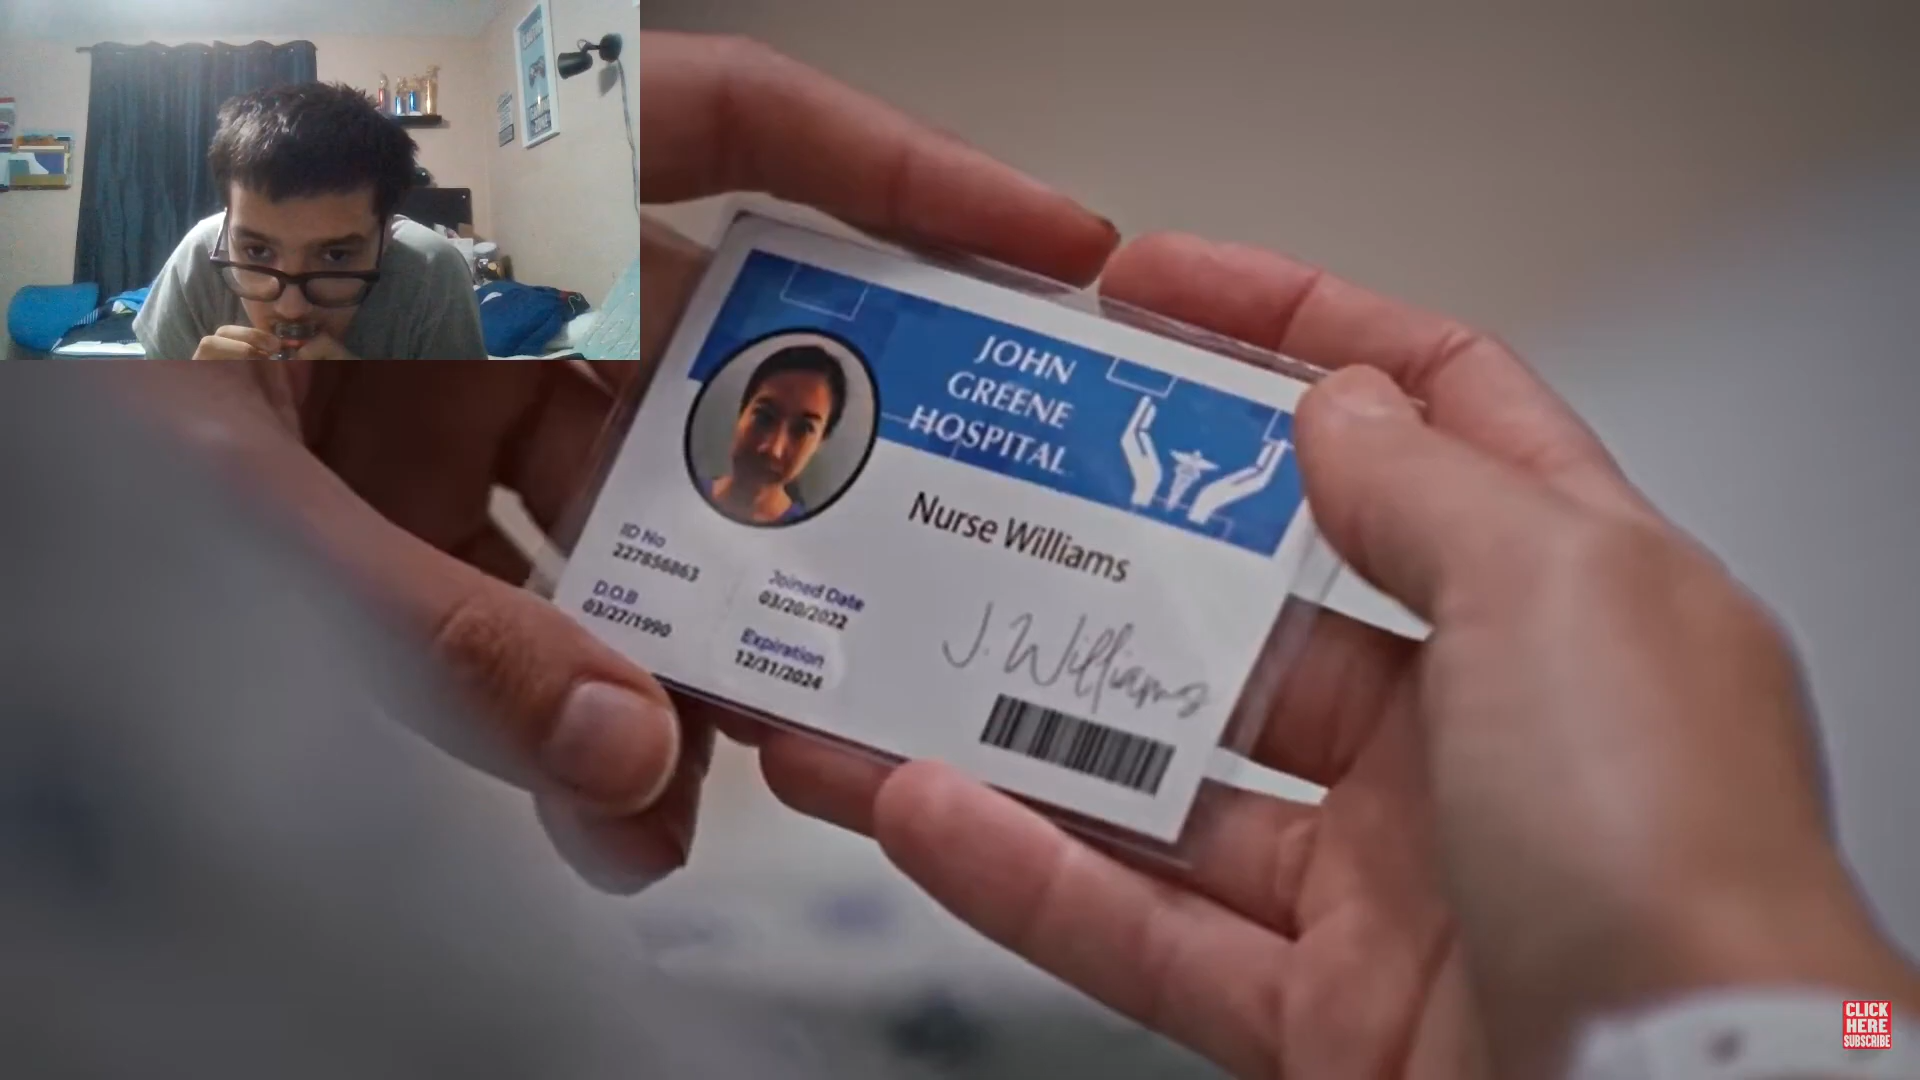 JOHN
GREENE
HOSPITAL
Nurse Williams
ID No
227856863
D.O.B
03/27/1990
Joined Date
03/20/2022
Expiration
12/31/2024
J. Williams
CLICK
HERE
SUBSCRIBE